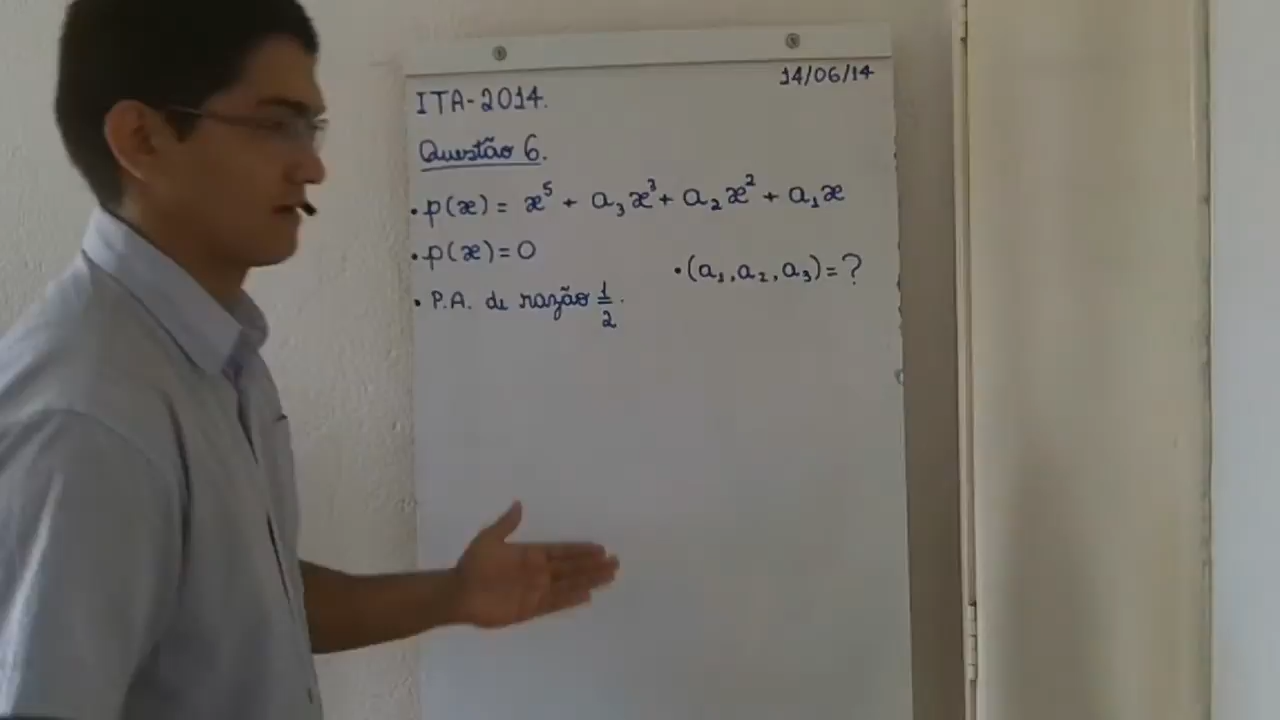 14/06/14
ITA-2014.
Questão 6.
• p(x) = x⁵ + a₃x³ + a₂x² + a₁x
• p(x) = 0
• (a₁, a₂, a₃) = ?
• P.A. de razão 1/2.